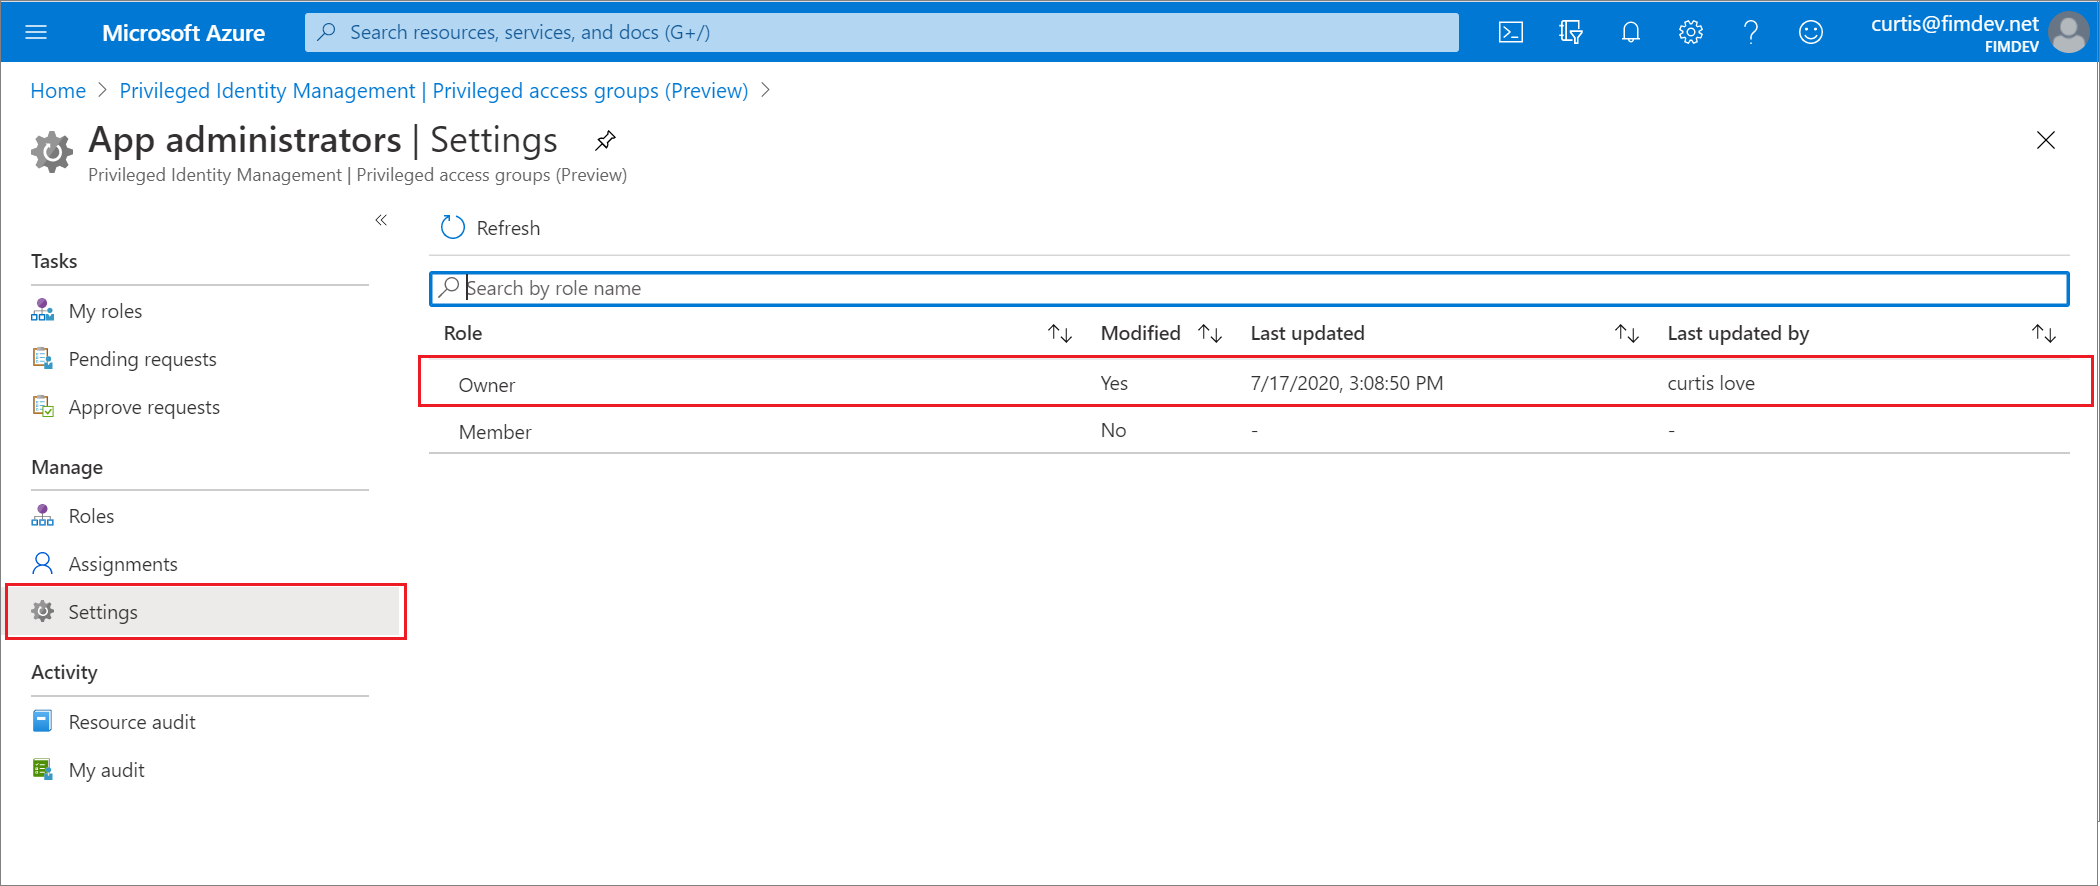 Microsoft Azure
Search resources, services, and docs (G+/)
curtis@fimdev.net
FIMDEV
Home > Privileged Identity Management | Privileged access groups (Preview) >
App administrators | Settings
Privileged Identity Management | Privileged access groups (Preview)
«
Refresh
Tasks
My roles
Pending requests
Approve requests
Manage
Roles
Assignments
Settings
Activity
Resource audit
My audit
Search by role name
Role ↑↓ Modified ↑↓ Last updated ↑↓ Last updated by ↑↓
Owner Yes 7/17/2020, 3:08:50 PM curtis love
Member No - -